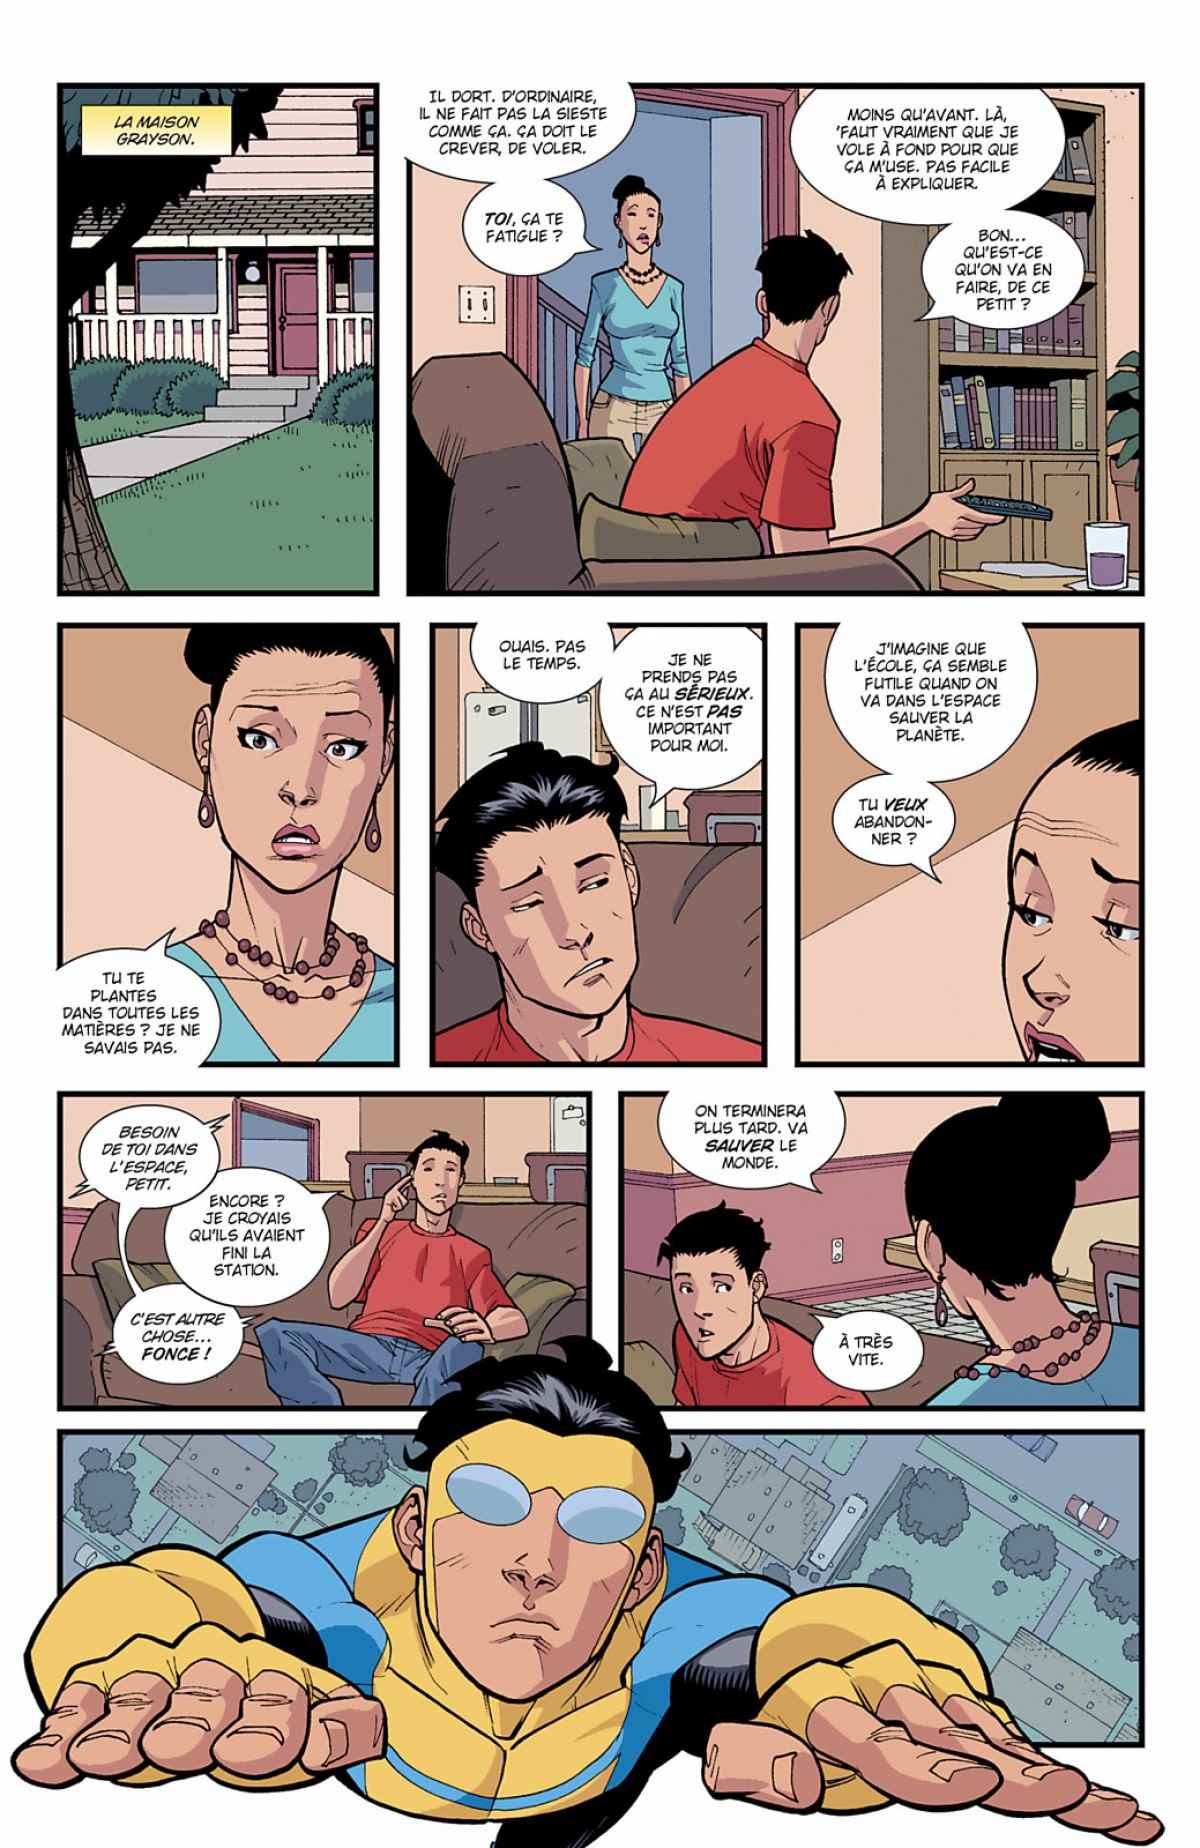 LA MAISON
GRAYSON.
IL DORT. D'ORDINAIRE,
IL NE FAIT PAS LA SIESTE
COMME ÇA. ÇA DOIT LE
CREVER, DE VOLER.
TOI, ÇA TE
FATIGUE ?
MOINS QU'AVANT. LÀ,
'FAUT VRAIMENT QUE JE
VOLE À FOND POUR QUE
ÇA M'USE. PAS FACILE
À EXPLIQUER.
BON...
QU'EST-CE
QU'ON VA EN
FAIRE, DE CE
PETIT ?
TU TE
PLANTES
DANS TOUTES LES
MATIÈRES ? JE NE
SAVAIS PAS.
OUAIS. PAS
LE TEMPS.
JE NE
PRENDS PAS
ÇA AU SÉRIEUX.
CE N'EST PAS
IMPORTANT
POUR MOI.
J'IMAGINE QUE
L'ÉCOLE, ÇA SEMBLE
FUTILE QUAND ON
VA DANS L'ESPACE
SAUVER LA
PLANÈTE.
TU VEUX
ABANDON-
NER ?
BESOIN
DE TOI DANS
L'ESPACE,
PETIT.
ENCORE ?
JE CROYAIS
QU'ILS AVAIENT
FINI LA
STATION.
C'EST AUTRE
CHOSE...
FONCE !
ON TERMINERA
PLUS TARD. VA
SAUVER LE
MONDE.
À TRÈS
VITE.